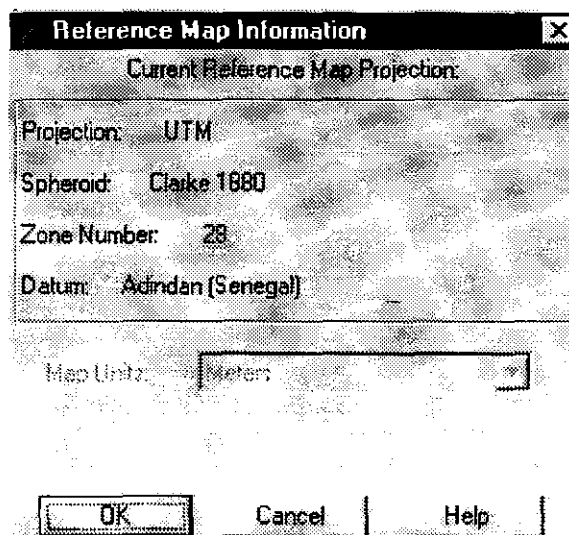 Reference Map Information
Current Reference Map Projection:
Projection: UTM
Spheroid: Clarke 1880
Zone Number: 28
Datum: Adindan (Senegal)
Map Units: Meters
OK Cancel Help